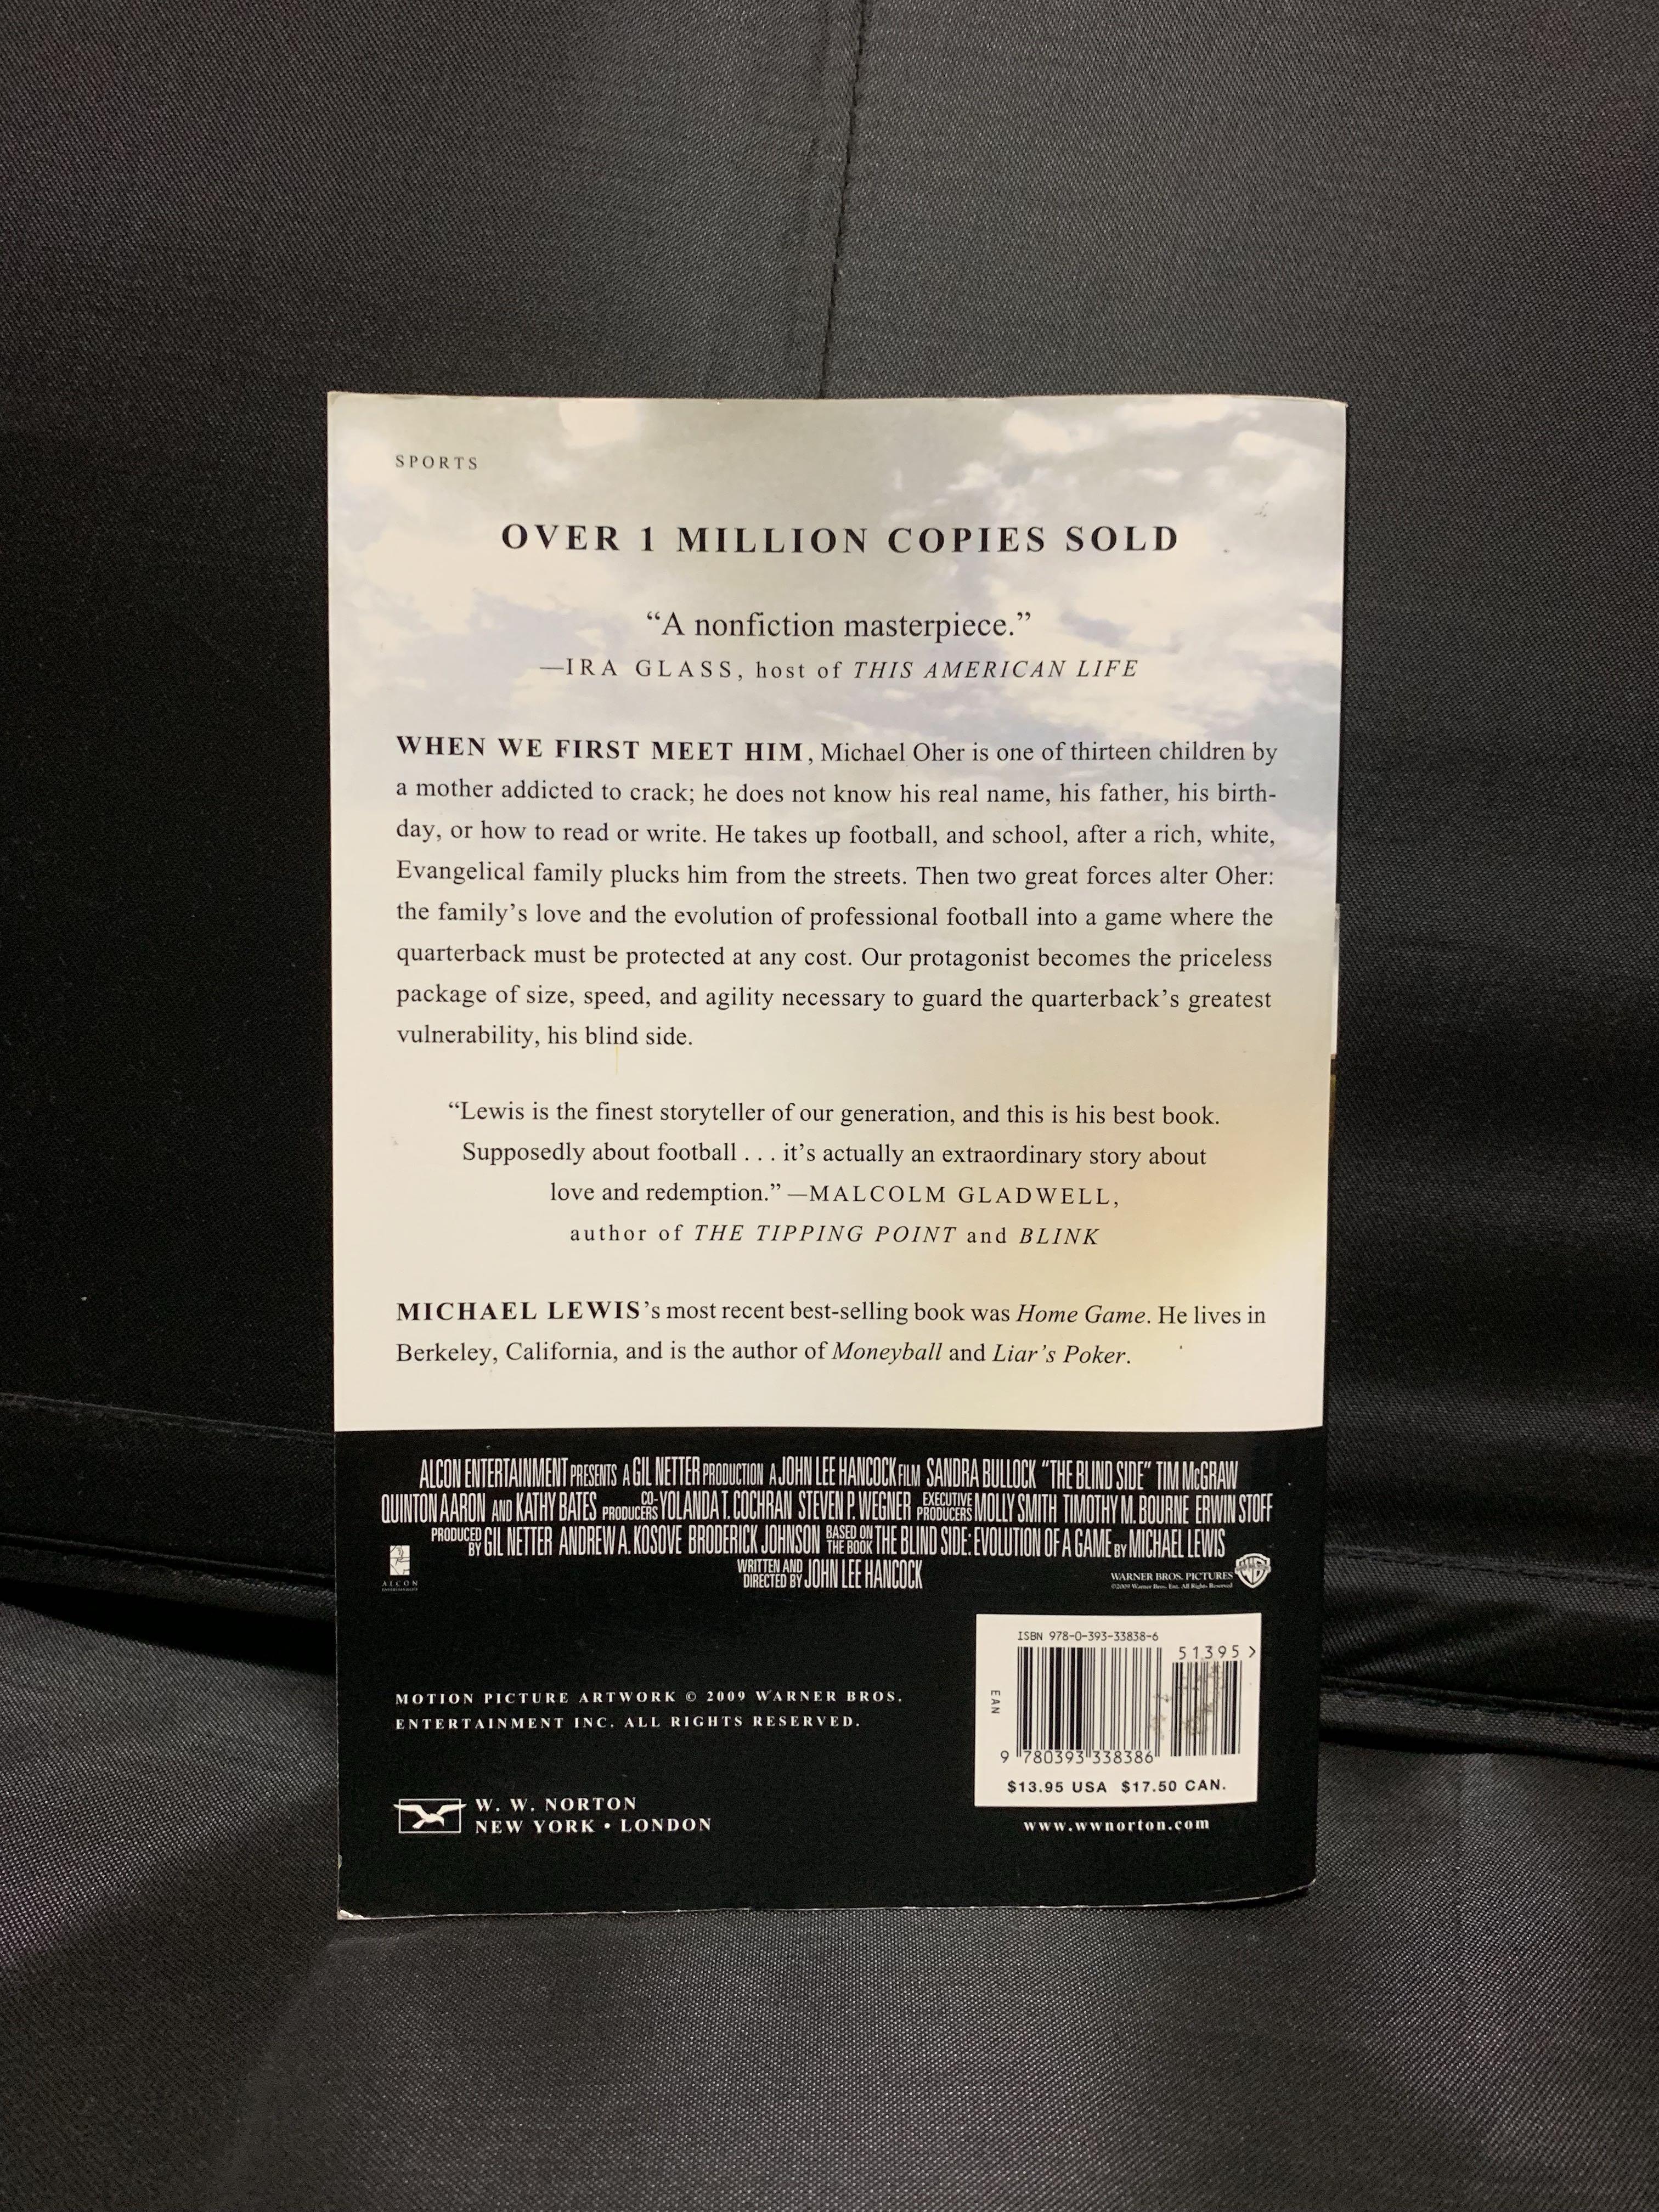 SPORTS
OVER 1 MILLION COPIES SOLD
“A nonfiction masterpiece.”
—IRA GLASS, host of THIS AMERICAN LIFE
WHEN WE FIRST MEET HIM, Michael Oher is one of thirteen children by
a mother addicted to crack; he does not know his real name, his father, his birth-
day, or how to read or write. He takes up football, and school, after a rich, white,
Evangelical family plucks him from the streets. Then two great forces alter Oher:
the family’s love and the evolution of professional football into a game where the
quarterback must be protected at any cost. Our protagonist becomes the priceless
package of size, speed, and agility necessary to guard the quarterback’s greatest
vulnerability, his blind side.
“Lewis is the finest storyteller of our generation, and this is his best book.
Supposedly about football . . . it’s actually an extraordinary story about
love and redemption.” —MALCOLM GLADWELL,
author of THE TIPPING POINT and BLINK
MICHAEL LEWIS’s most recent best-selling book was Home Game. He lives in
Berkeley, California, and is the author of Moneyball and Liar’s Poker.
ALCON ENTERTAINMENT PRESENTS A GIL NETTER PRODUCTION A JOHN LEE HANCOCK FILM SANDRA BULLOCK “THE BLIND SIDE” TIM McGRAW
QUINTON AARON AND KATHY BATES CO-PRODUCERS YOLANDA T. COCHRAN STEVEN P. WEGNER EXECUTIVE PRODUCERS MOLLY SMITH TIMOTHY M. BOURNE ERWIN STOFF
PRODUCED BY GIL NETTER ANDREW A. KOSOVE BRODERICK JOHNSON BASED ON THE BOOK THE BLIND SIDE: EVOLUTION OF A GAME BY MICHAEL LEWIS
WRITTEN AND DIRECTED BY JOHN LEE HANCOCK
ALCON
ENTERTAINMENT
WARNER BROS. PICTURES
©2009 Warner Bros. Ent. All Rights Reserved
ISBN 978-0-393-33838-6
51395>
EAN
9 780393 338386
$13.95 USA $17.50 CAN.
MOTION PICTURE ARTWORK © 2009 WARNER BROS.
ENTERTAINMENT INC. ALL RIGHTS RESERVED.
W. W. NORTON
NEW YORK • LONDON
www.wwnorton.com